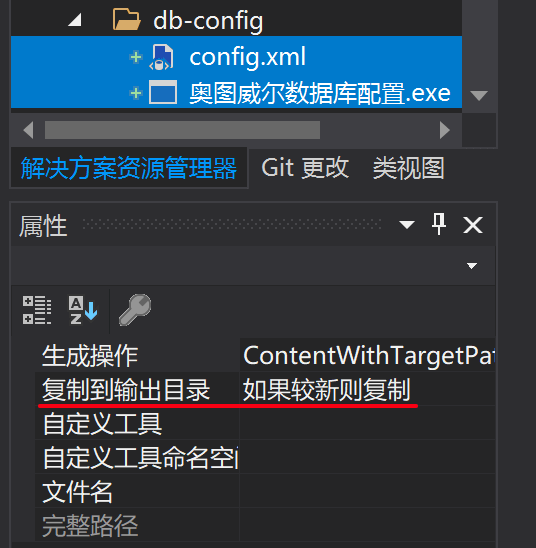 db-config
config.xml
奥图威尔数据库配置.exe
解决方案资源管理器 Git 更改 类视图
属性
生成操作 ContentWithTargetPat
复制到输出目录 如果较新则复制
自定义工具
自定义工具命名空间
文件名
完整路径